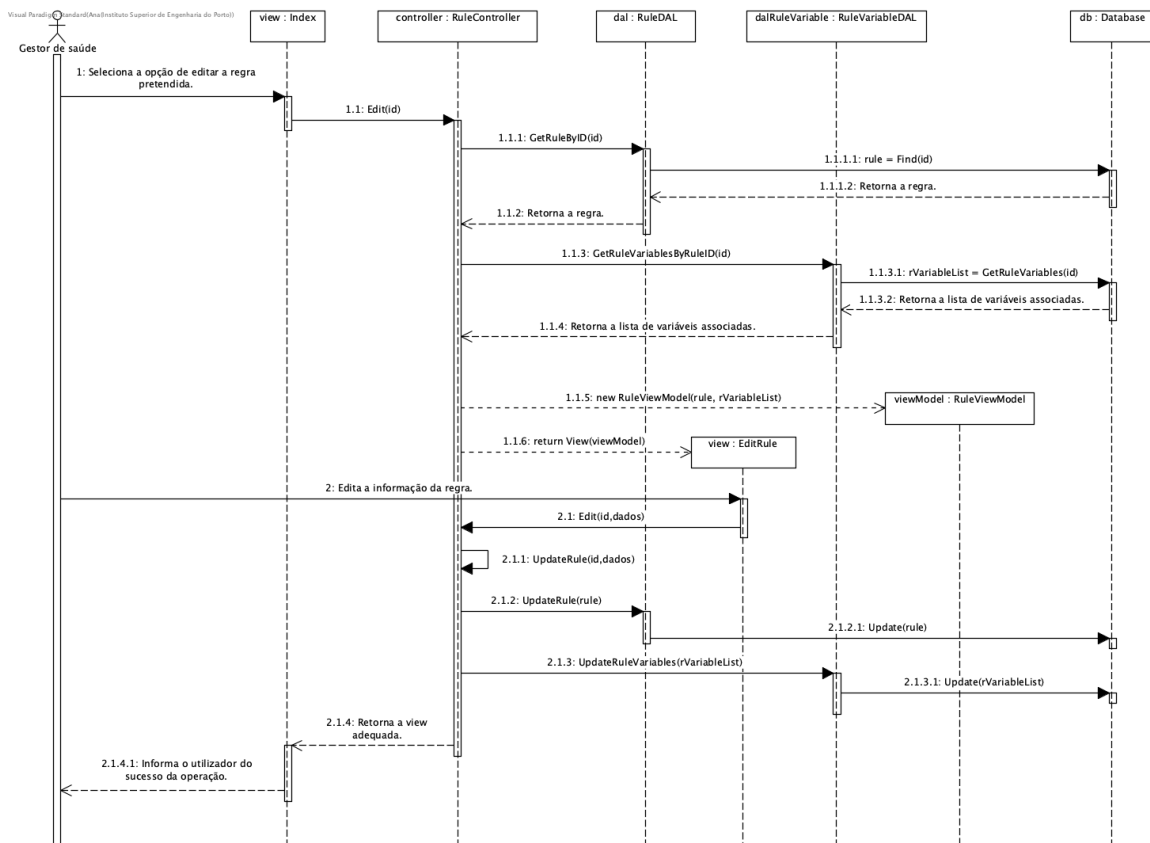 Visual Paradigm Standard(Ana(Instituto Superior de Engenharia do Porto))
Gestor de saúde
view : Index
controller : RuleController
dal : RuleDAL
dalRuleVariable : RuleVariableDAL
db : Database
1: Seleciona a opção de editar a regra
pretendida.
1.1: Edit(id)
1.1.1: GetRuleByID(id)
1.1.1.1: rule = Find(id)
1.1.1.2: Retorna a regra.
1.1.2: Retorna a regra.
1.1.3: GetRuleVariablesByRuleID(id)
1.1.3.1: rVariableList = GetRuleVariables(id)
1.1.3.2: Retorna a lista de variáveis associadas.
1.1.4: Retorna a lista de variáveis associadas.
1.1.5: new RuleViewModel(rule, rVariableList)
viewModel : RuleViewModel
1.1.6: return View(viewModel)
view : EditRule
2: Edita a informação da regra.
2.1: Edit(id,dados)
2.1.1: UpdateRule(id,dados)
2.1.2: UpdateRule(rule)
2.1.2.1: Update(rule)
2.1.3: UpdateRuleVariables(rVariableList)
2.1.3.1: Update(rVariableList)
2.1.4: Retorna a view
adequada.
2.1.4.1: Informa o utilizador do
sucesso da operação.